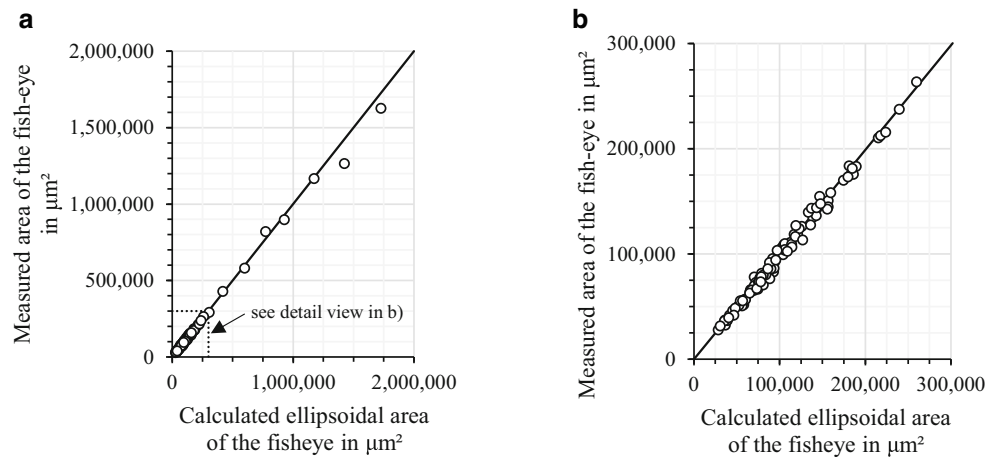 a
Measured area of the fish-eye
in μm²
2,000,000
1,500,000
1,000,000
500,000
0
see detail view in b)
0 1,000,000 2,000,000
Calculated ellipsoidal area
of the fisheye in μm²
b
Measured area of the fish-eye in μm²
300,000
200,000
100,000
0
0 100,000 200,000 300,000
Calculated ellipsoidal area
of the fisheye in μm²